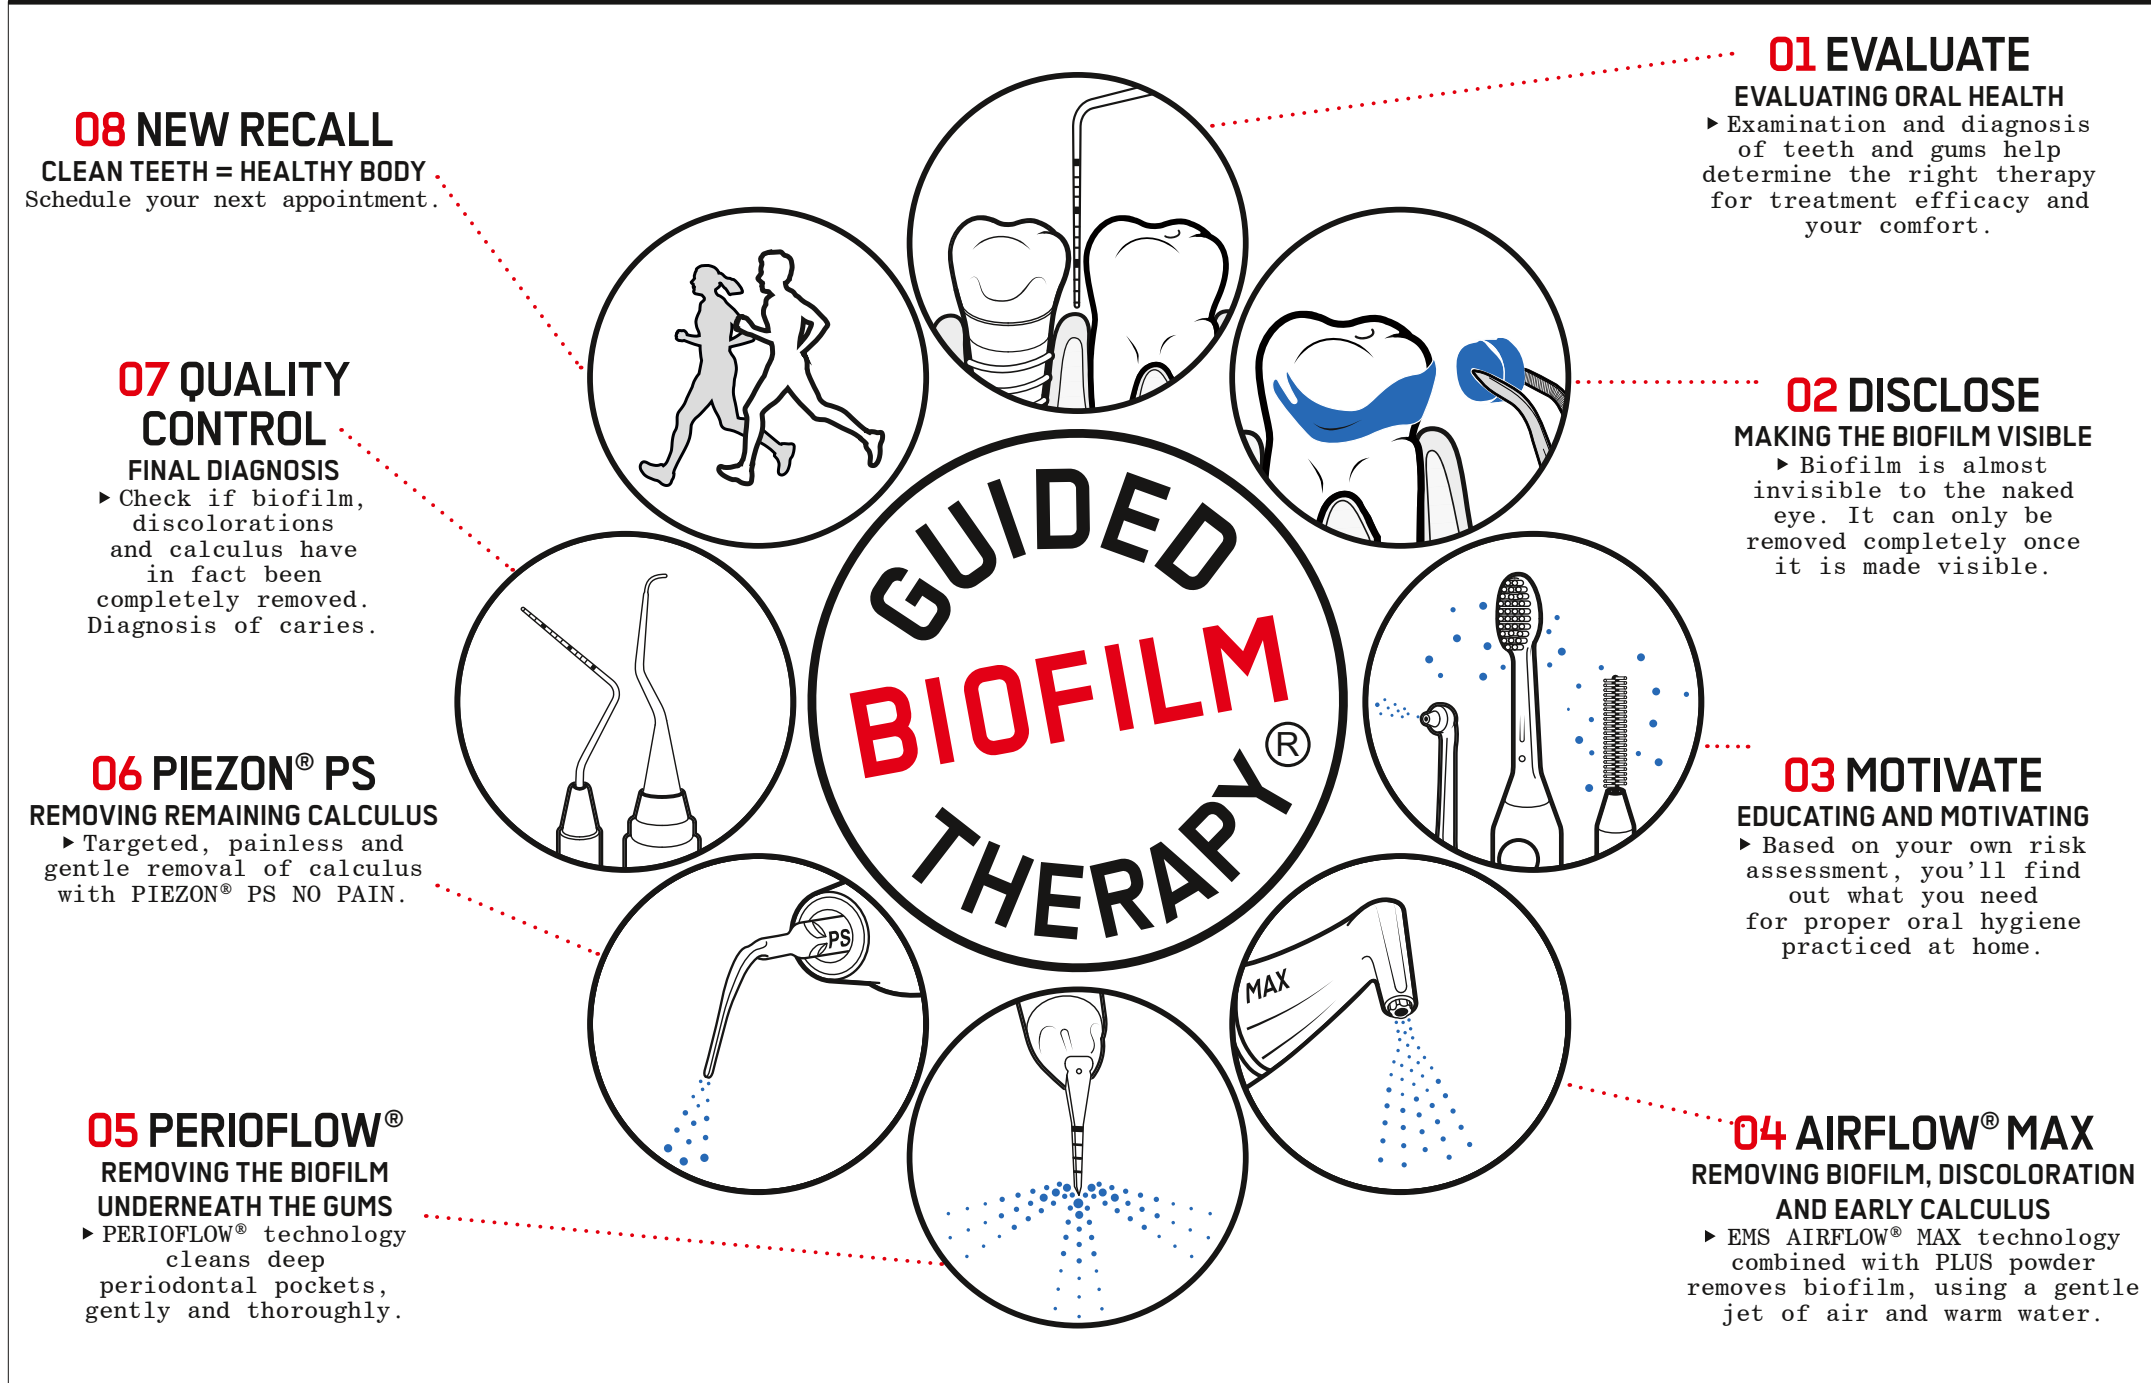 01 EVALUATE
EVALUATING ORAL HEALTH
▸ Examination and diagnosis
of teeth and gums help
determine the right therapy
for treatment efficacy and
your comfort.
02 DISCLOSE
MAKING THE BIOFILM VISIBLE
▸ Biofilm is almost
invisible to the naked
eye. It can only be
removed completely once
it is made visible.
03 MOTIVATE
EDUCATING AND MOTIVATING
▸ Based on your own risk
assessment, you'll find
out what you need
for proper oral hygiene
practiced at home.
04 AIRFLOW® MAX
REMOVING BIOFILM, DISCOLORATION
AND EARLY CALCULUS
▸ EMS AIRFLOW® MAX technology
combined with PLUS powder
removes biofilm, using a gentle
jet of air and warm water.
05 PERIOFLOW®
REMOVING THE BIOFILM
UNDERNEATH THE GUMS
▸ PERIOFLOW® technology
cleans deep
periodontal pockets,
gently and thoroughly.
06 PIEZON® PS
REMOVING REMAINING CALCULUS
▸ Targeted, painless and
gentle removal of calculus
with PIEZON® PS NO PAIN.
07 QUALITY
CONTROL
FINAL DIAGNOSIS
▸ Check if biofilm,
discolorations
and calculus have
in fact been
completely removed.
Diagnosis of caries.
08 NEW RECALL
CLEAN TEETH = HEALTHY BODY
Schedule your next appointment.
GUIDED
BIOFILM
THERAPY®
PS
MAX